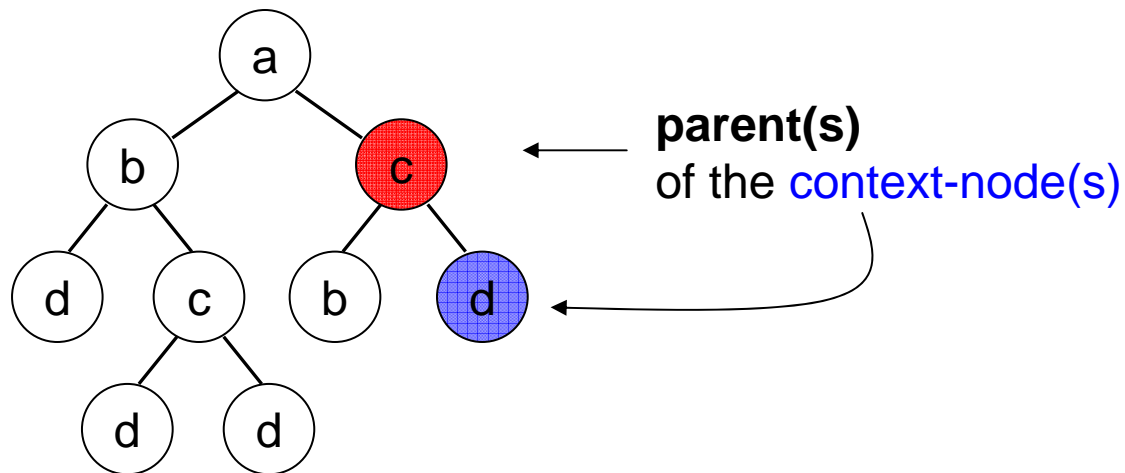 a
b
c
parent(s)
of the context-node(s)
d
c
b
d
d
d